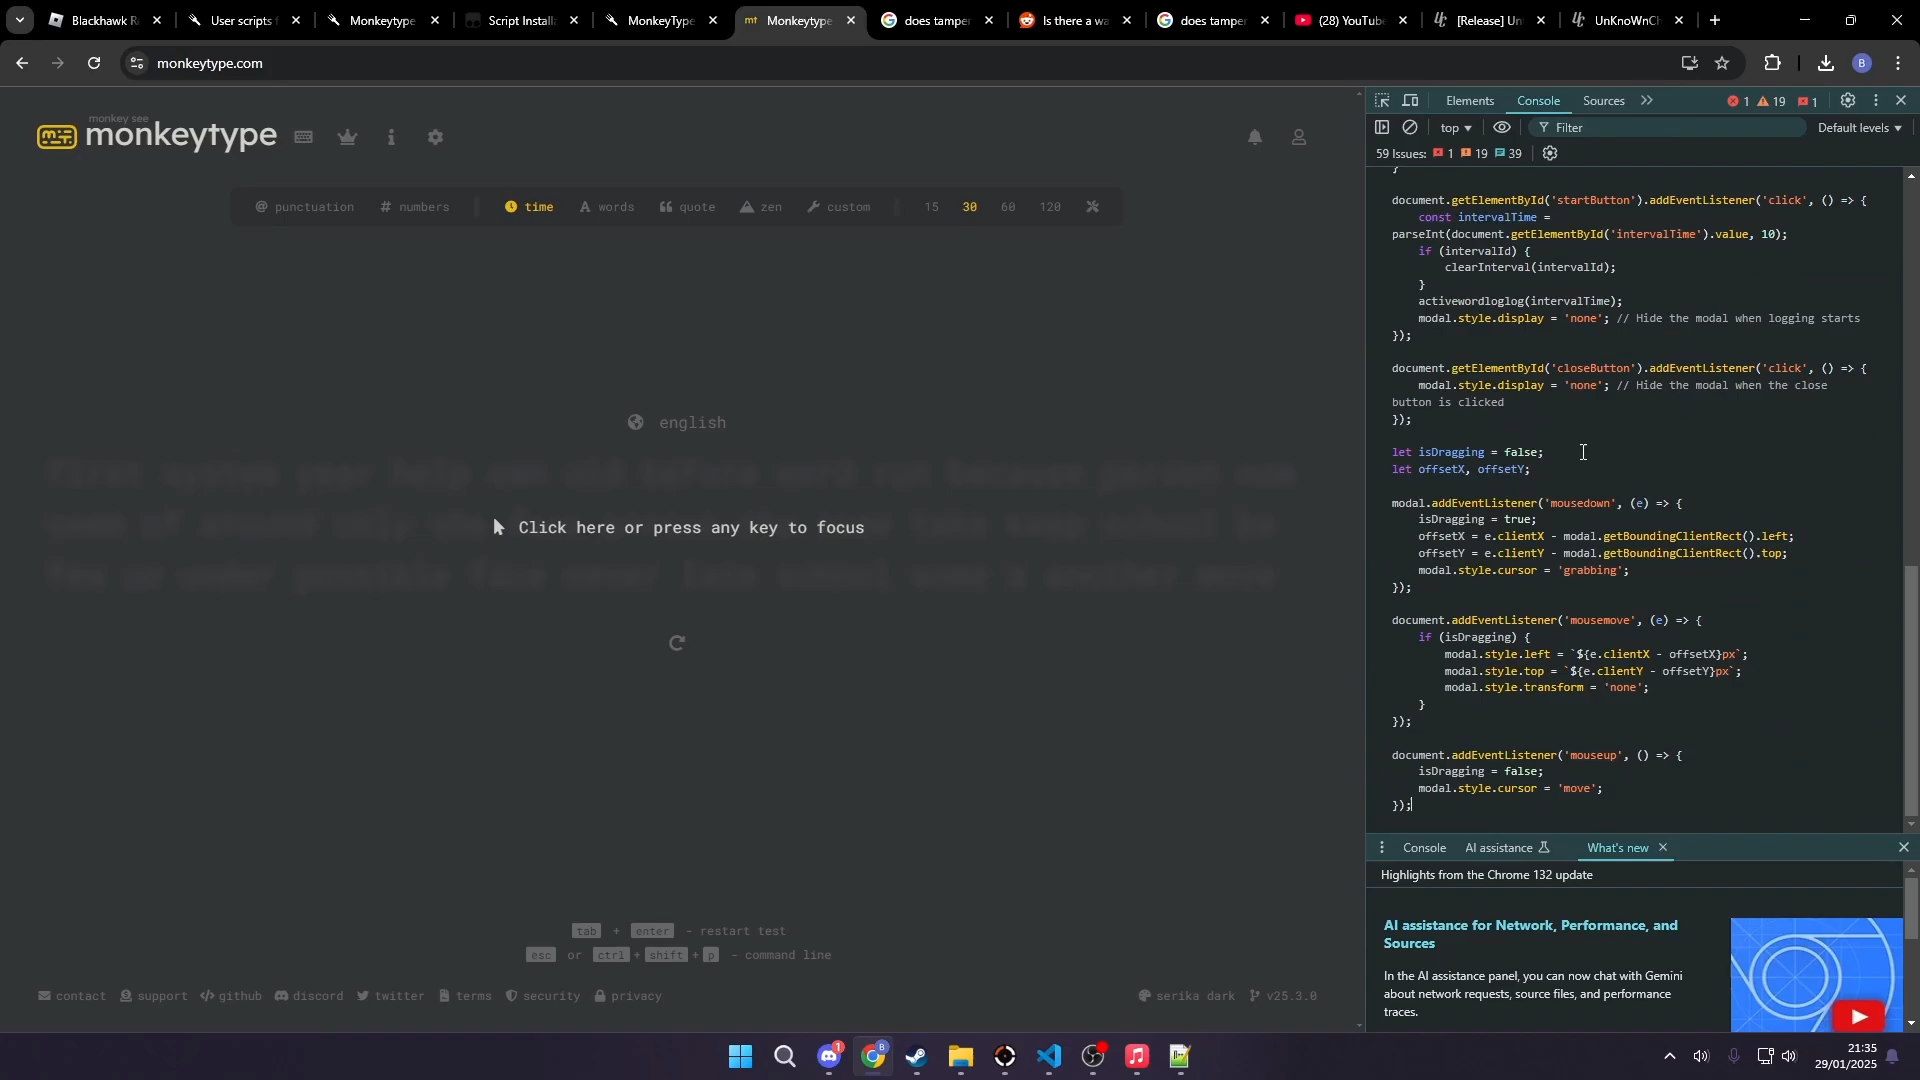 Blackhawk R
User scripts f
Monkeytype
Script Installa
MonkeyType
Monkeytype
does tamper
Is there a wa
does tamper
(28) YouTube
[Release] Un
UnKnoWnCh
monkeytype.com
B
monkey see
monkeytype
@ punctuation
# numbers
time
A words
quote
zen
custom
15
30
60
120
english
Click here or press any key to focus
tab + enter - restart test
esc or ctrl + shift + p - command line
contact
support
github
discord
twitter
terms
security
privacy
serika dark
v25.3.0
Elements
Console
Sources
1
19
1
top
Filter
Default levels
59 Issues: 1 19 39
}
document.getElementById('startButton').addEventListener('click', () => {
const intervalTime =
parseInt(document.getElementById('intervalTime').value, 10);
if (intervalId) {
clearInterval(intervalId);
}
activewordloglog(intervalTime);
modal.style.display = 'none'; // Hide the modal when logging starts
});
document.getElementById('closeButton').addEventListener('click', () => {
modal.style.display = 'none'; // Hide the modal when the close
button is clicked
});
let isDragging = false;
let offsetX, offsetY;
modal.addEventListener('mousedown', (e) => {
isDragging = true;
offsetX = e.clientX - modal.getBoundingClientRect().left;
offsetY = e.clientY - modal.getBoundingClientRect().top;
modal.style.cursor = 'grabbing';
});
document.addEventListener('mousemove', (e) => {
if (isDragging) {
modal.style.left = `${e.clientX - offsetX}px`;
modal.style.top = `${e.clientY - offsetY}px`;
modal.style.transform = 'none';
}
});
document.addEventListener('mouseup', () => {
isDragging = false;
modal.style.cursor = 'move';
});
Console
AI assistance
What's new
Highlights from the Chrome 132 update
AI assistance for Network, Performance, and
Sources
In the AI assistance panel, you can now chat with Gemini
about network requests, source files, and performance
traces.
1
B
21:35
29/01/2025